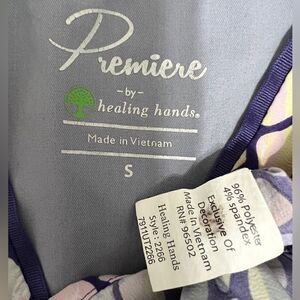 Premiere
-by-
healing hands®
Made in Vietnam
S
96% Polyester
4% spandex
Exclusive Of
Decoration
Made in Vietnam
RN# 96502
Healing Hands
Style: 2266
7911UT2266